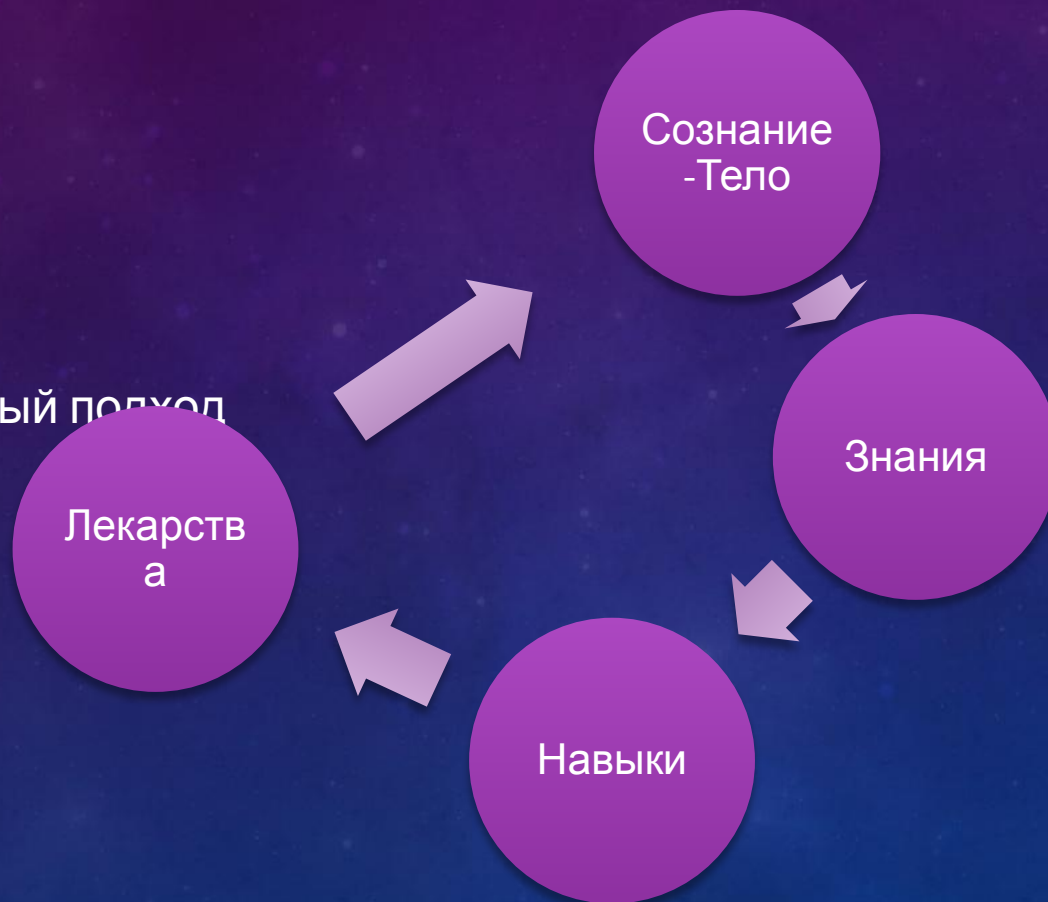 Сознание
-Тело
Знания
ый подход
Лекарств
а
Навыки